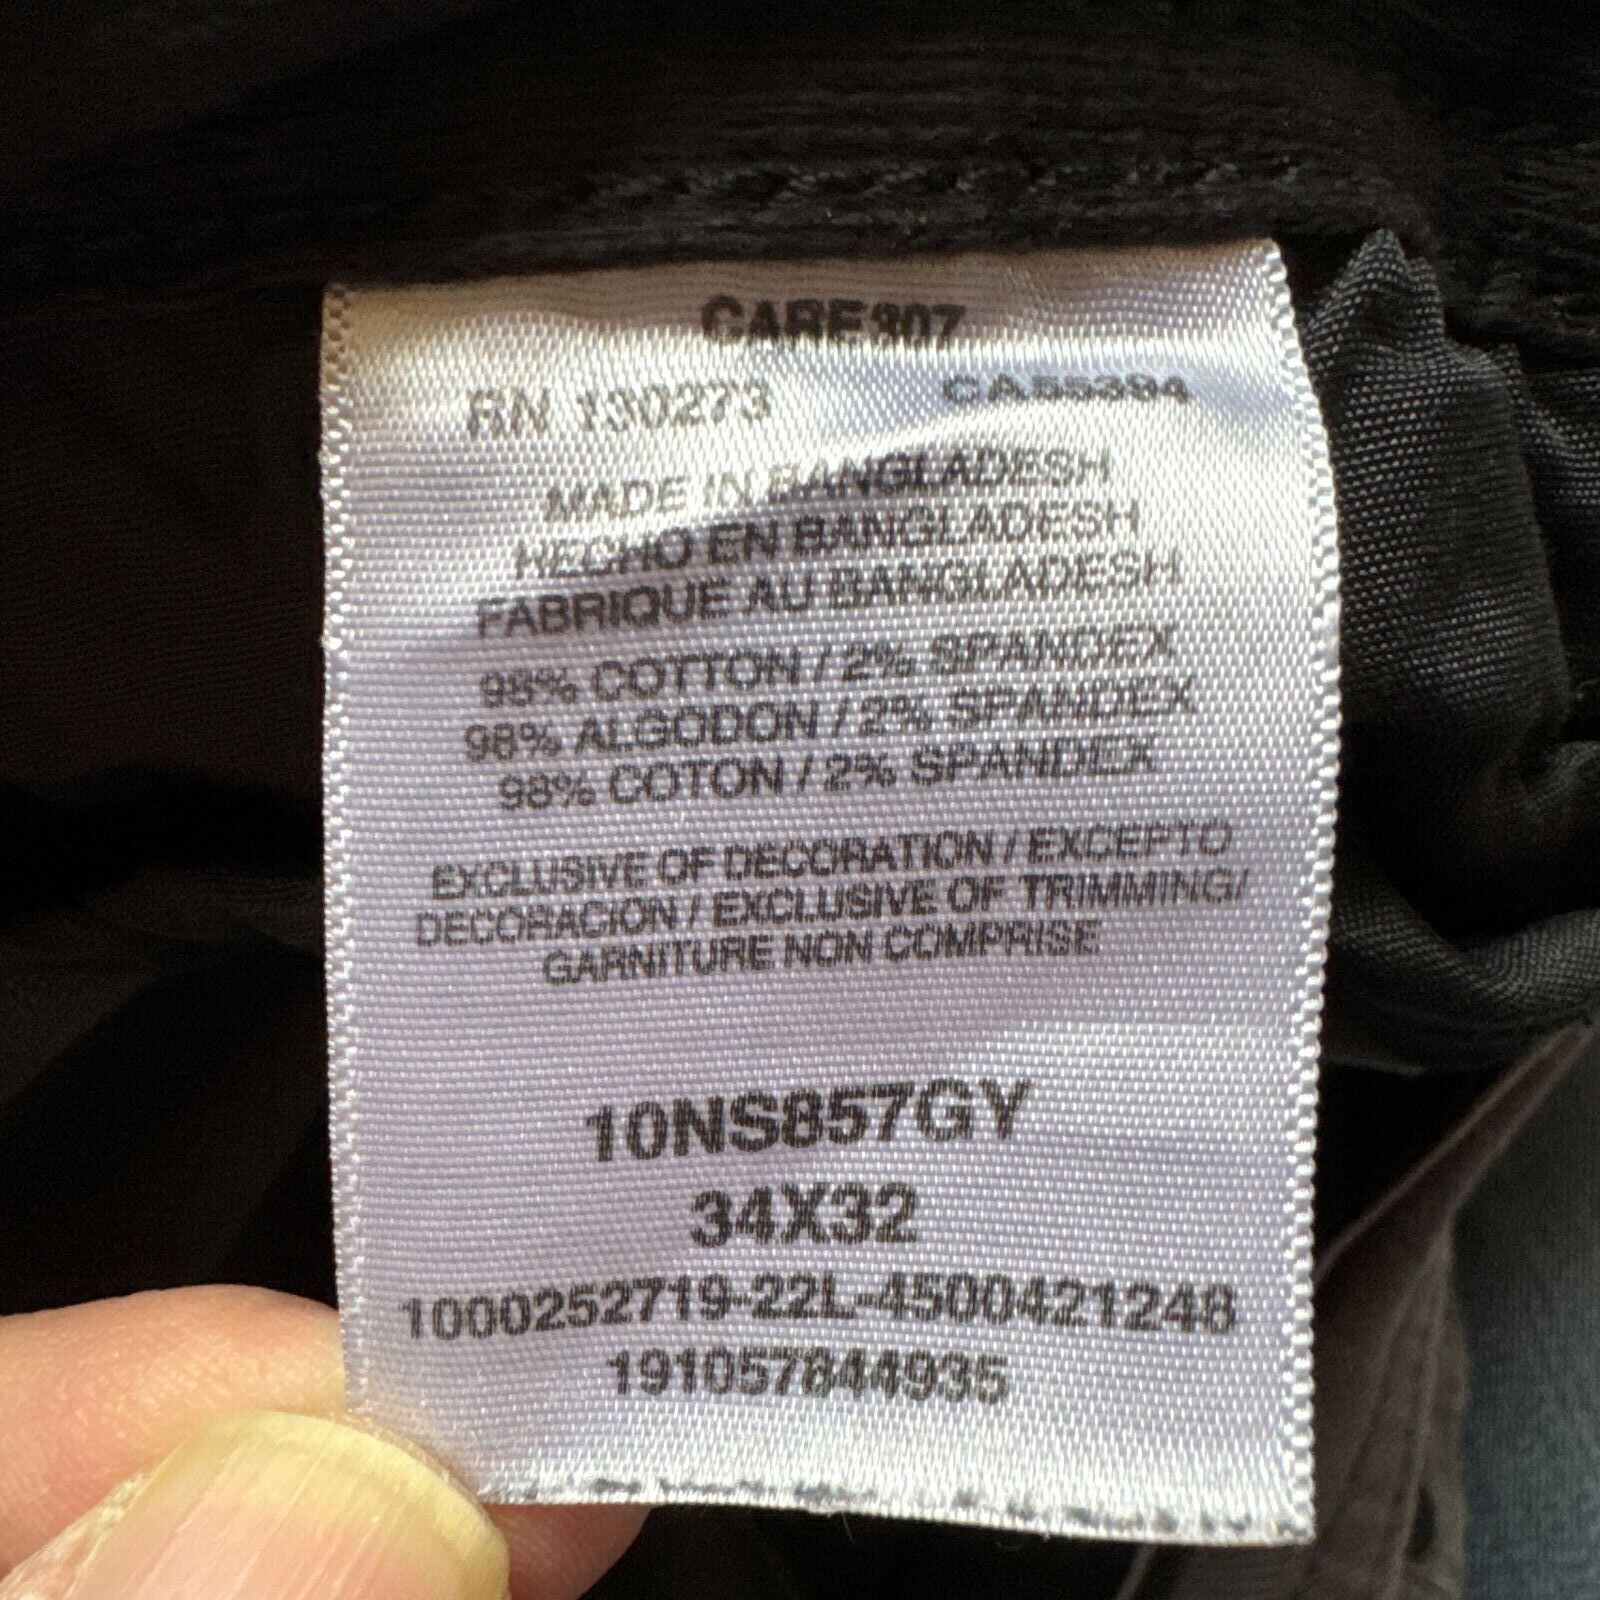 CARE307
RN 130273 CA55394
MADE IN BANGLADESH
HECHO EN BANGLADESH
FABRIQUE AU BANGLADESH
98% COTTON / 2% SPANDEX
98% ALGODON / 2% SPANDEX
98% COTON / 2% SPANDEX
EXCLUSIVE OF DECORATION / EXCEPTO
DECORACION / EXCLUSIVE OF TRIMMING/
GARNITURE NON COMPRISE
10NS857GY
34X32
1000252719-22L-4500421248
191057844935